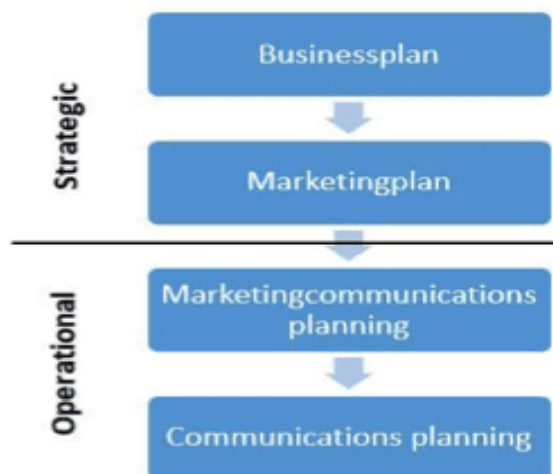 Strategic
Businessplan
Marketingplan
Operational
Marketingcommunications
planning
Communications planning